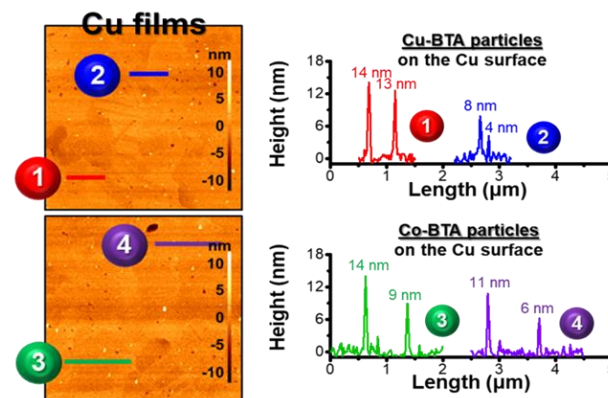 Cu films
nm
10
5
0
-5
-10
2
1
nm
10
5
0
-5
-10
4
3
Cu-BTA particles
on the Cu surface
Height (nm)
18
12
6
0
14 nm
13 nm
8 nm
4 nm
1
2
0 1 2 3 4 5
Length (μm)
Co-BTA particles
on the Cu surface
Height (nm)
18
12
6
0
14 nm
9 nm
11 nm
6 nm
3
4
0 1 2 3 4
Length (μm)